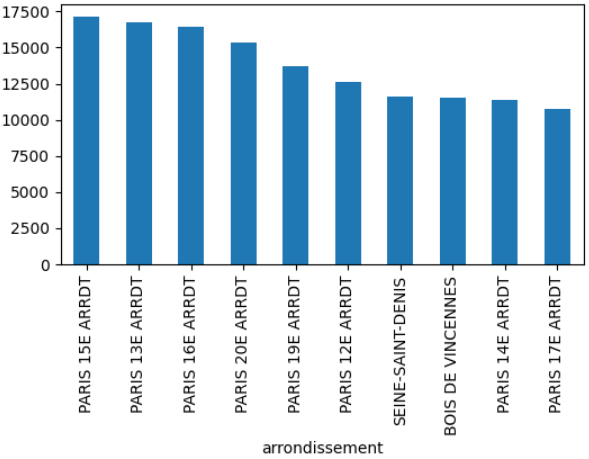 17500
15000
12500
10000
7500
5000
2500
0
PARIS 15E ARRDT
PARIS 13E ARRDT
PARIS 16E ARRDT
PARIS 20E ARRDT
PARIS 19E ARRDT
PARIS 12E ARRDT
SEINE-SAINT-DENIS
BOIS DE VINCENNES
PARIS 14E ARRDT
PARIS 17E ARRDT
arrondissement